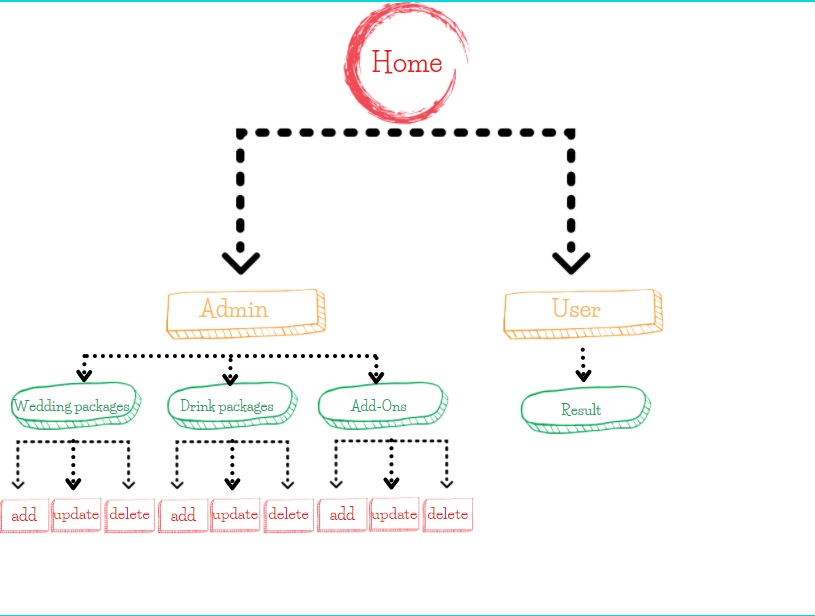 Home
Admin
User
Wedding packages
Drink packages
Add-Ons
Result
add
update
delete
add
update
delete
add
update
delete